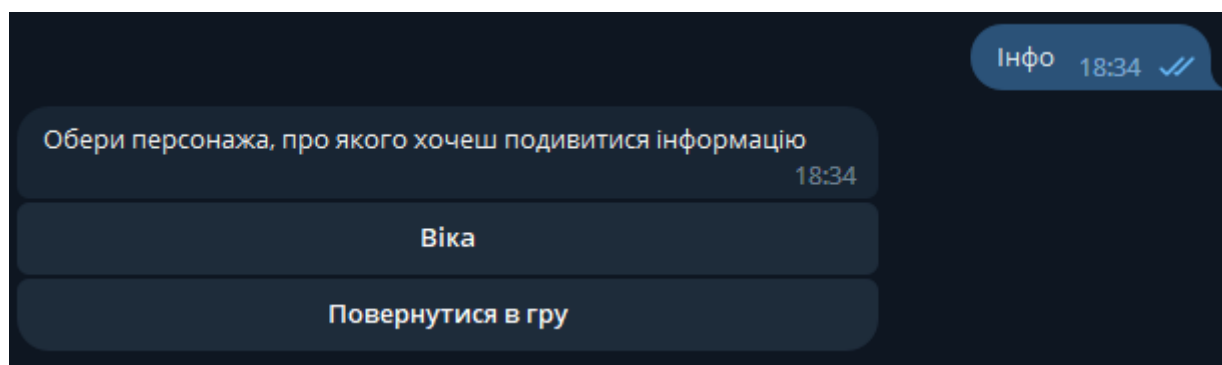 Інфо 18:34
Обери персонажа, про якого хочеш подивитися інформацію
18:34
Віка
Повернутися в гру